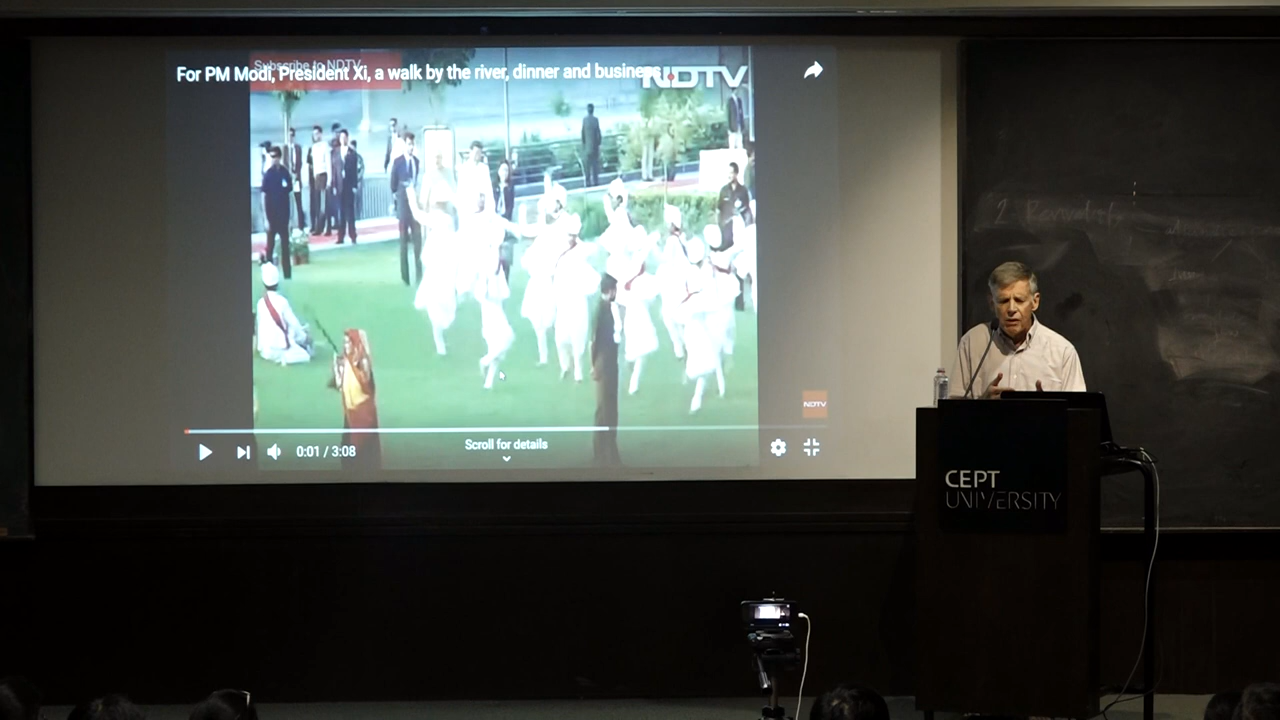 Subscribe to NDTV
For PM Modi, President Xi, a walk by the river, dinner and business
NDTV
NDTV
Scroll for details
0:01 / 3:08
CEPT
UNIVERSITY
2